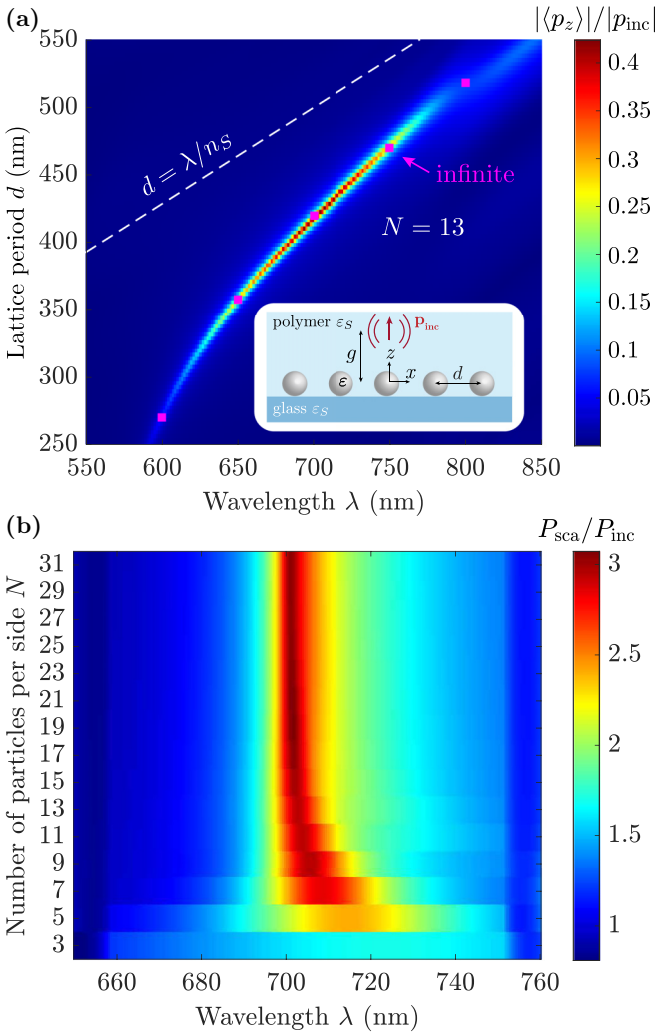 (a)
|⟨p_z⟩|/|p_inc|
Lattice period d (nm)
550
500
450
400
350
300
250
d = λ/n_S
infinite
N = 13
polymer ε_S
p_inc
g
z
x
ε
d
glass ε_S
550
600
650
700
750
800
850
Wavelength λ (nm)
0.4
0.35
0.3
0.25
0.2
0.15
0.1
0.05
(b)
P_sca/P_inc
Number of particles per side N
31
29
27
25
23
21
19
17
15
13
11
9
7
5
3
660
680
700
720
740
760
Wavelength λ (nm)
3
2.5
2
1.5
1